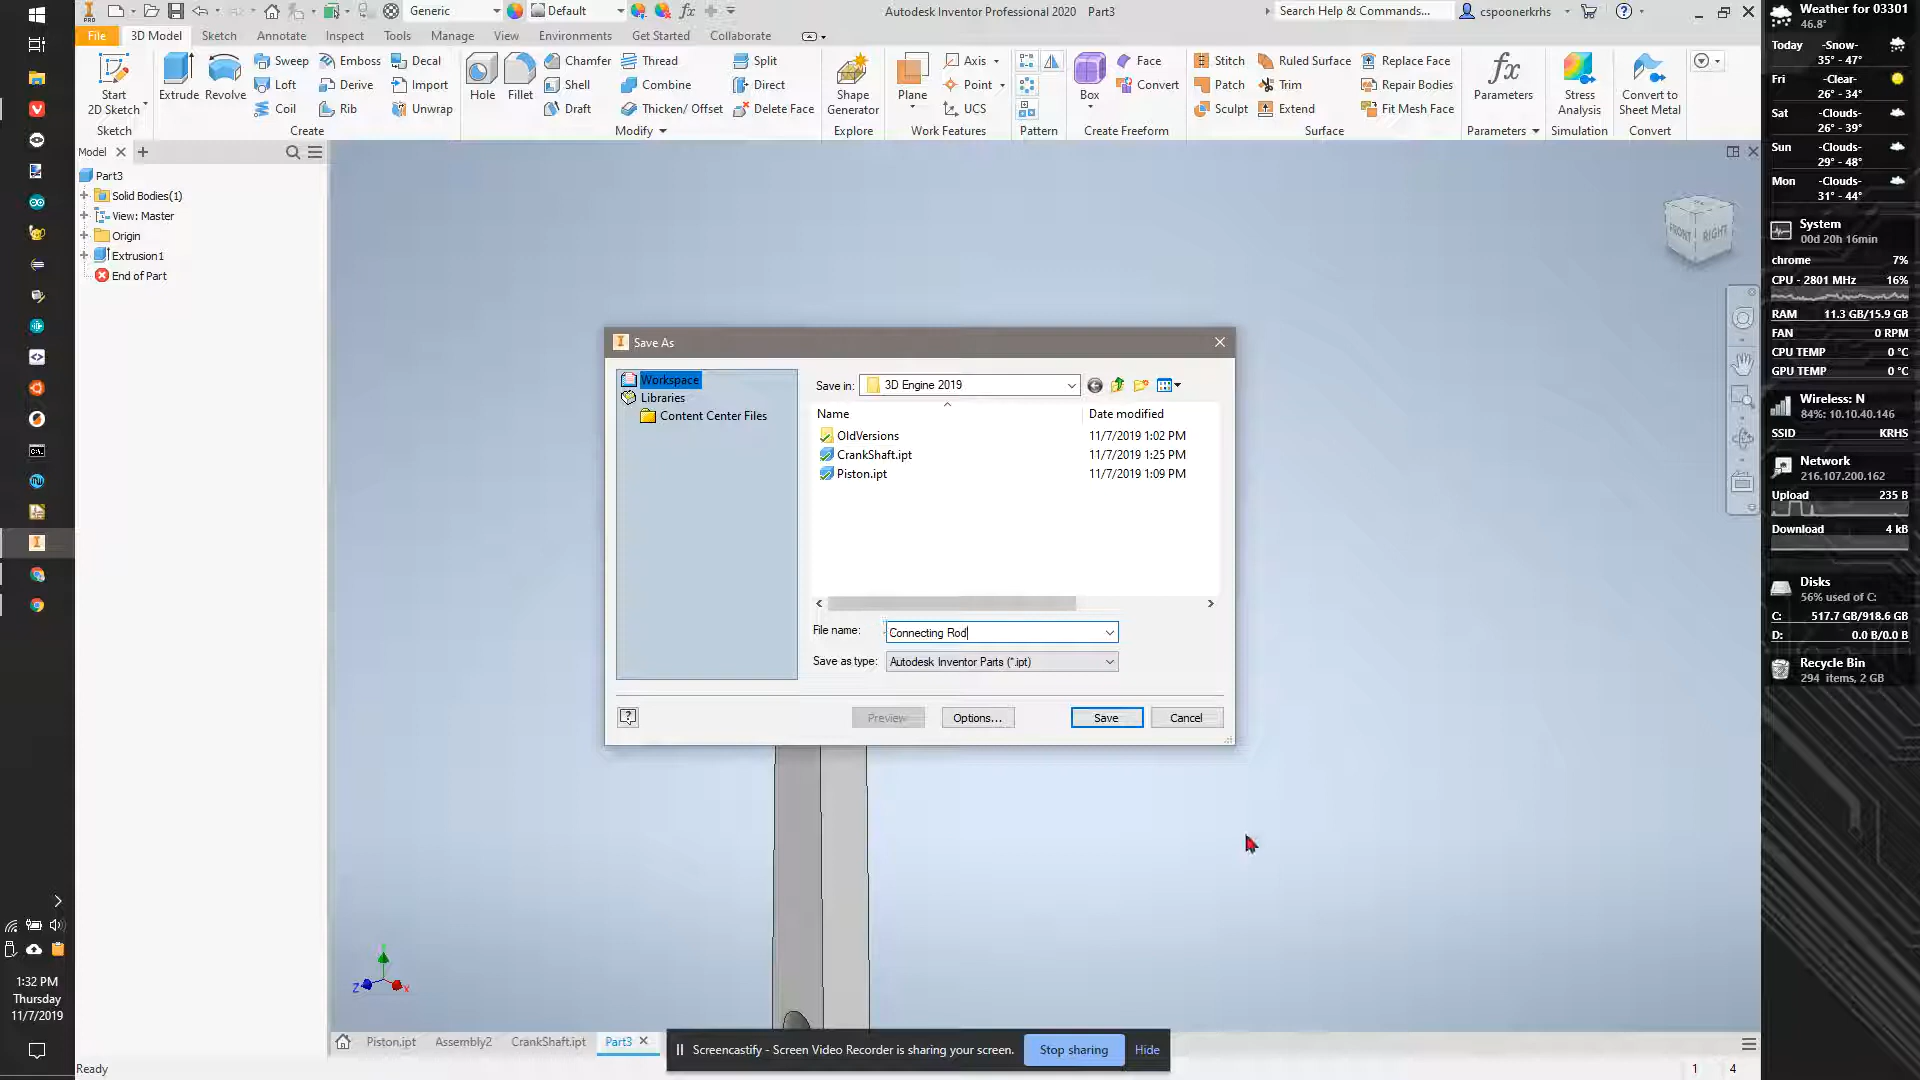 Generic
Default
Autodesk Inventor Professional 2020 Part3
Search Help & Commands...
cspoonerkrhs
File 3D Model Sketch Annotate Inspect Tools Manage View Environments Get Started Collaborate
Start
2D Sketch
Sketch
Extrude
Revolve
Sweep
Loft
Coil
Emboss
Derive
Rib
Decal
Import
Unwrap
Create
Hole
Fillet
Chamfer
Shell
Draft
Thread
Combine
Thicken/ Offset
Split
Direct
Delete Face
Modify
Shape
Generator
Explore
Plane
Axis
Point
UCS
Work Features
Pattern
Box
Face
Convert
Create Freeform
Stitch
Patch
Sculpt
Ruled Surface
Trim
Extend
Replace Face
Repair Bodies
Fit Mesh Face
Surface
fx
Parameters
Parameters
Stress
Analysis
Simulation
Convert to
Sheet Metal
Convert
Model
Part3
Solid Bodies(1)
View: Master
Origin
Extrusion1
End of Part
FRONT RIGHT
Save As
Workspace
Libraries
Content Center Files
Save in: 3D Engine 2019
Name Date modified
OldVersions 11/7/2019 1:02 PM
CrankShaft.ipt 11/7/2019 1:25 PM
Piston.ipt 11/7/2019 1:09 PM
File name: Connecting Rod
Save as type: Autodesk Inventor Parts (*.ipt)
Preview Options... Save Cancel
Z X
Piston.ipt Assembly2 CrankShaft.ipt Part3
Screencastify - Screen Video Recorder is sharing your screen. Stop sharing Hide
Ready
1 4
1:32 PM
Thursday
11/7/2019
Weather for 03301
46.8°
Today -Snow-
35° - 47°
Fri -Clear-
26° - 34°
Sat -Clouds-
26° - 39°
Sun -Clouds-
29° - 48°
Mon -Clouds-
31° - 44°
System
00d 20h 16min
chrome 7%
CPU - 2801 MHz 16%
RAM 11.3 GB/15.9 GB
FAN 0 RPM
CPU TEMP 0 °C
GPU TEMP 0 °C
Wireless: N
84%: 10.10.40.146
SSID KRHS
Network
216.107.200.162
Upload 235 B
Download 4 kB
Disks
56% used of C:
C: 517.7 GB/918.6 GB
D: 0.0 B/0.0 B
Recycle Bin
294 items, 2 GB